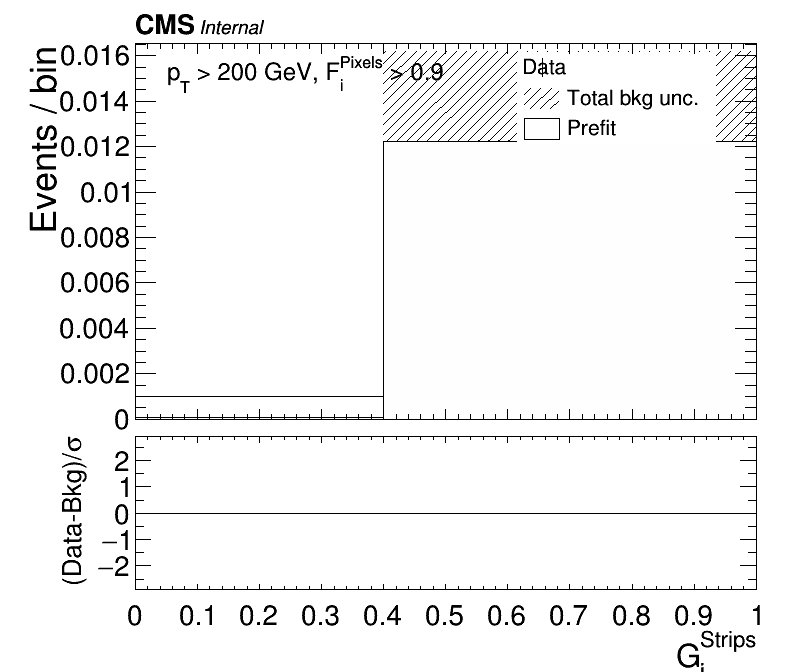 CMS Internal
p_T > 200 GeV, F_i^Pixels > 0.9
Data
Total bkg unc.
Prefit
Events / bin
0.016
0.014
0.012
0.01
0.008
0.006
0.004
0.002
0
(Data-Bkg)/σ
2
1
0
−1
−2
0 0.1 0.2 0.3 0.4 0.5 0.6 0.7 0.8 0.9 1
G_i^Strips